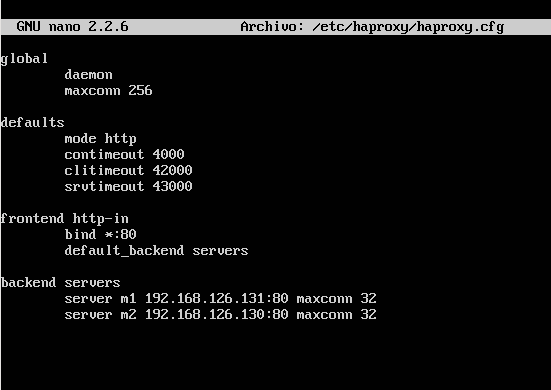 GNU nano 2.2.6 Archivo: /etc/haproxy/haproxy.cfg
global
daemon
maxconn 256
defaults
mode http
contimeout 4000
clitimeout 42000
srvtimeout 43000
frontend http-in
bind *:80
default_backend servers
backend servers
server m1 192.168.126.131:80 maxconn 32
server m2 192.168.126.130:80 maxconn 32